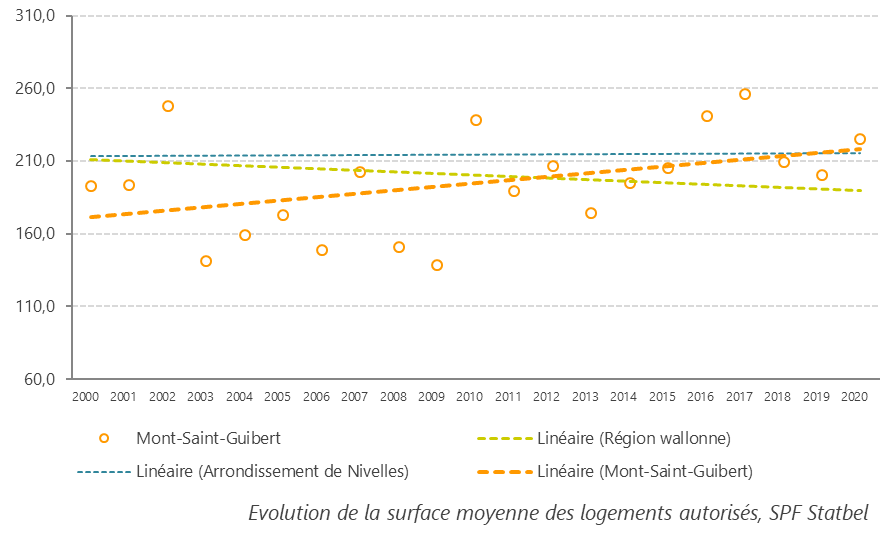 310,0
260,0
210,0
160,0
110,0
60,0
2000 2001 2002 2003 2004 2005 2006 2007 2008 2009 2010 2011 2012 2013 2014 2015 2016 2017 2018 2019 2020
Mont-Saint-Guibert Linéaire (Région wallonne)
Linéaire (Arrondissement de Nivelles) Linéaire (Mont-Saint-Guibert)
Evolution de la surface moyenne des logements autorisés, SPF Statbel